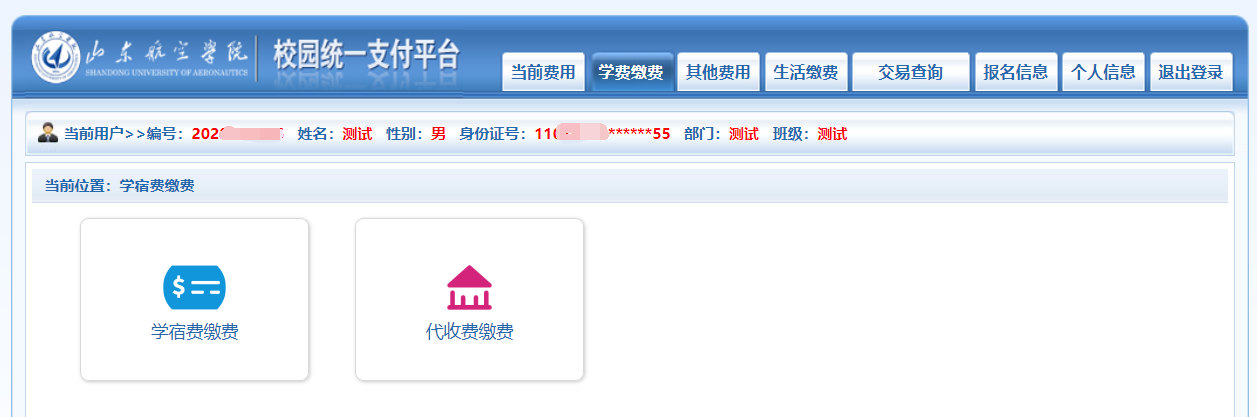 山东航空学院 校园统一支付平台
SHANDONG UNIVERSITY OF AERONAUTICS
当前费用 学费缴费 其他费用 生活缴费 交易查询 报名信息 个人信息 退出登录
当前用户>>编号：202 姓名：测试 性别：男 身份证号：110 ******55 部门：测试 班级：测试
当前位置：学宿费缴费
学宿费缴费 代收费缴费